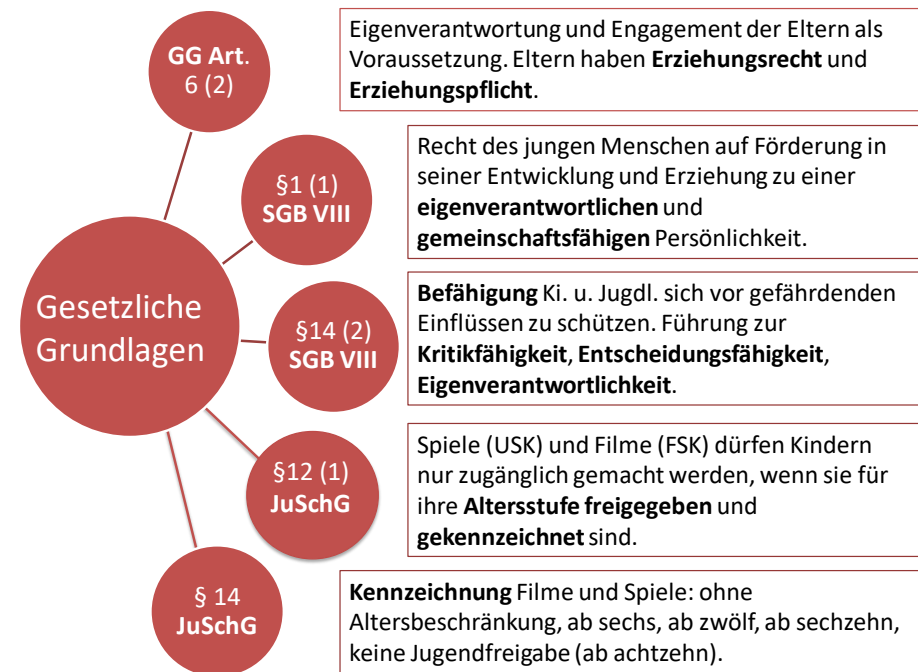 GG Art.
6 (2)
Eigenverantwortung und Engagement der Eltern als
Voraussetzung. Eltern haben Erziehungsrecht und
Erziehungspflicht.
§1 (1)
SGB VIII
Recht des jungen Menschen auf Förderung in
seiner Entwicklung und Erziehung zu einer
eigenverantwortlichen und
gemeinschaftsfähigen Persönlichkeit.
Gesetzliche
Grundlagen
§14 (2)
SGB VIII
Befähigung Ki. u. Jugdl. sich vor gefährdenden
Einflüssen zu schützen. Führung zur
Kritikfähigkeit, Entscheidungsfähigkeit,
Eigenverantwortlichkeit.
§12 (1)
JuSchG
Spiele (USK) und Filme (FSK) dürfen Kindern
nur zugänglich gemacht werden, wenn sie für
ihre Altersstufe freigegeben und
gekennzeichnet sind.
§ 14
JuSchG
Kennzeichnung Filme und Spiele: ohne
Altersbeschränkung, ab sechs, ab zwölf, ab sechzehn,
keine Jugendfreigabe (ab achtzehn).